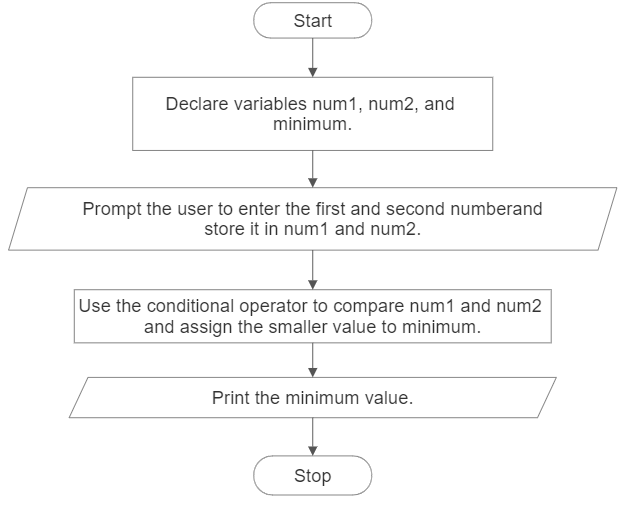 Start
Declare variables num1, num2, and
minimum.
Prompt the user to enter the first and second numberand
store it in num1 and num2.
Use the conditional operator to compare num1 and num2
and assign the smaller value to minimum.
Print the minimum value.
Stop